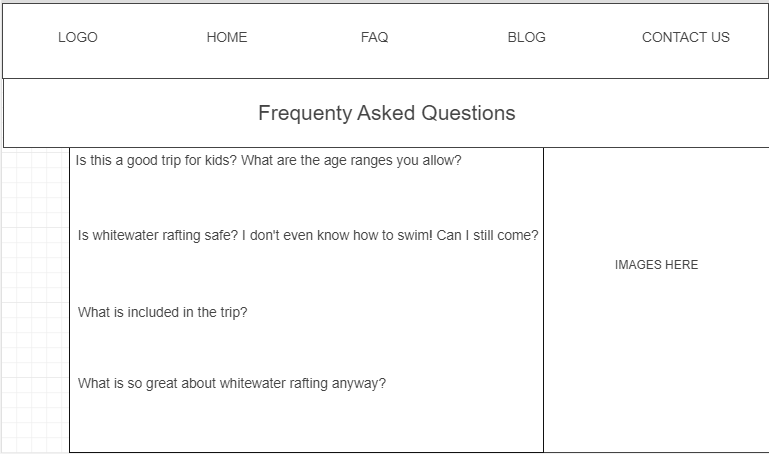 LOGO HOME FAQ BLOG CONTACT US
Frequenty Asked Questions
Is this a good trip for kids? What are the age ranges you allow?
Is whitewater rafting safe? I don't even know how to swim! Can I still come?
IMAGES HERE
What is included in the trip?
What is so great about whitewater rafting anyway?